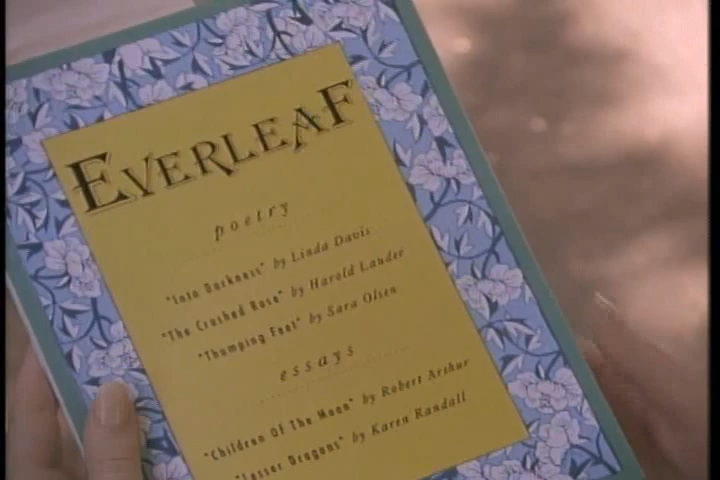 EVERLEAF
poetry
"Into Darkness" by Linda Davis
"The Crushed Rose" by Harold Lauder
"Thumping Feet" by Sara Olsen
essays
"Children Of The Moon" by Robert Arthur
"Lesser Dragons" by Karen Randall